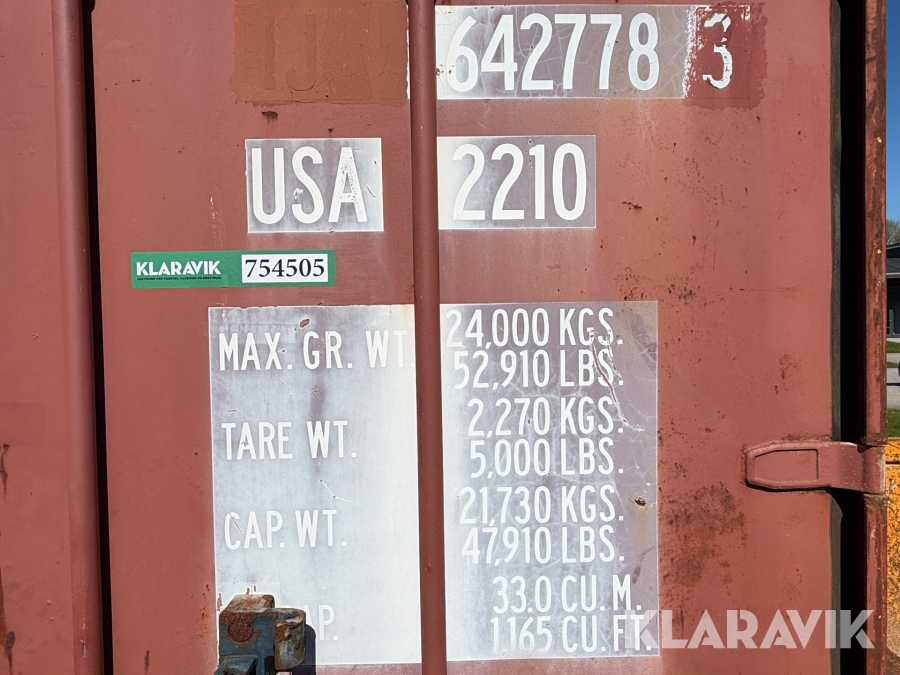 642778 3
USA 2210
KLARAVIK 754505
MAX. GR. WT. 24,000 KGS.
52,910 LBS.
TARE WT. 2,270 KGS.
5,000 LBS.
CAP. WT. 21,730 KGS.
47,910 LBS.
33.0 CU. M.
1,165 CU. FT.
KLARAVIK